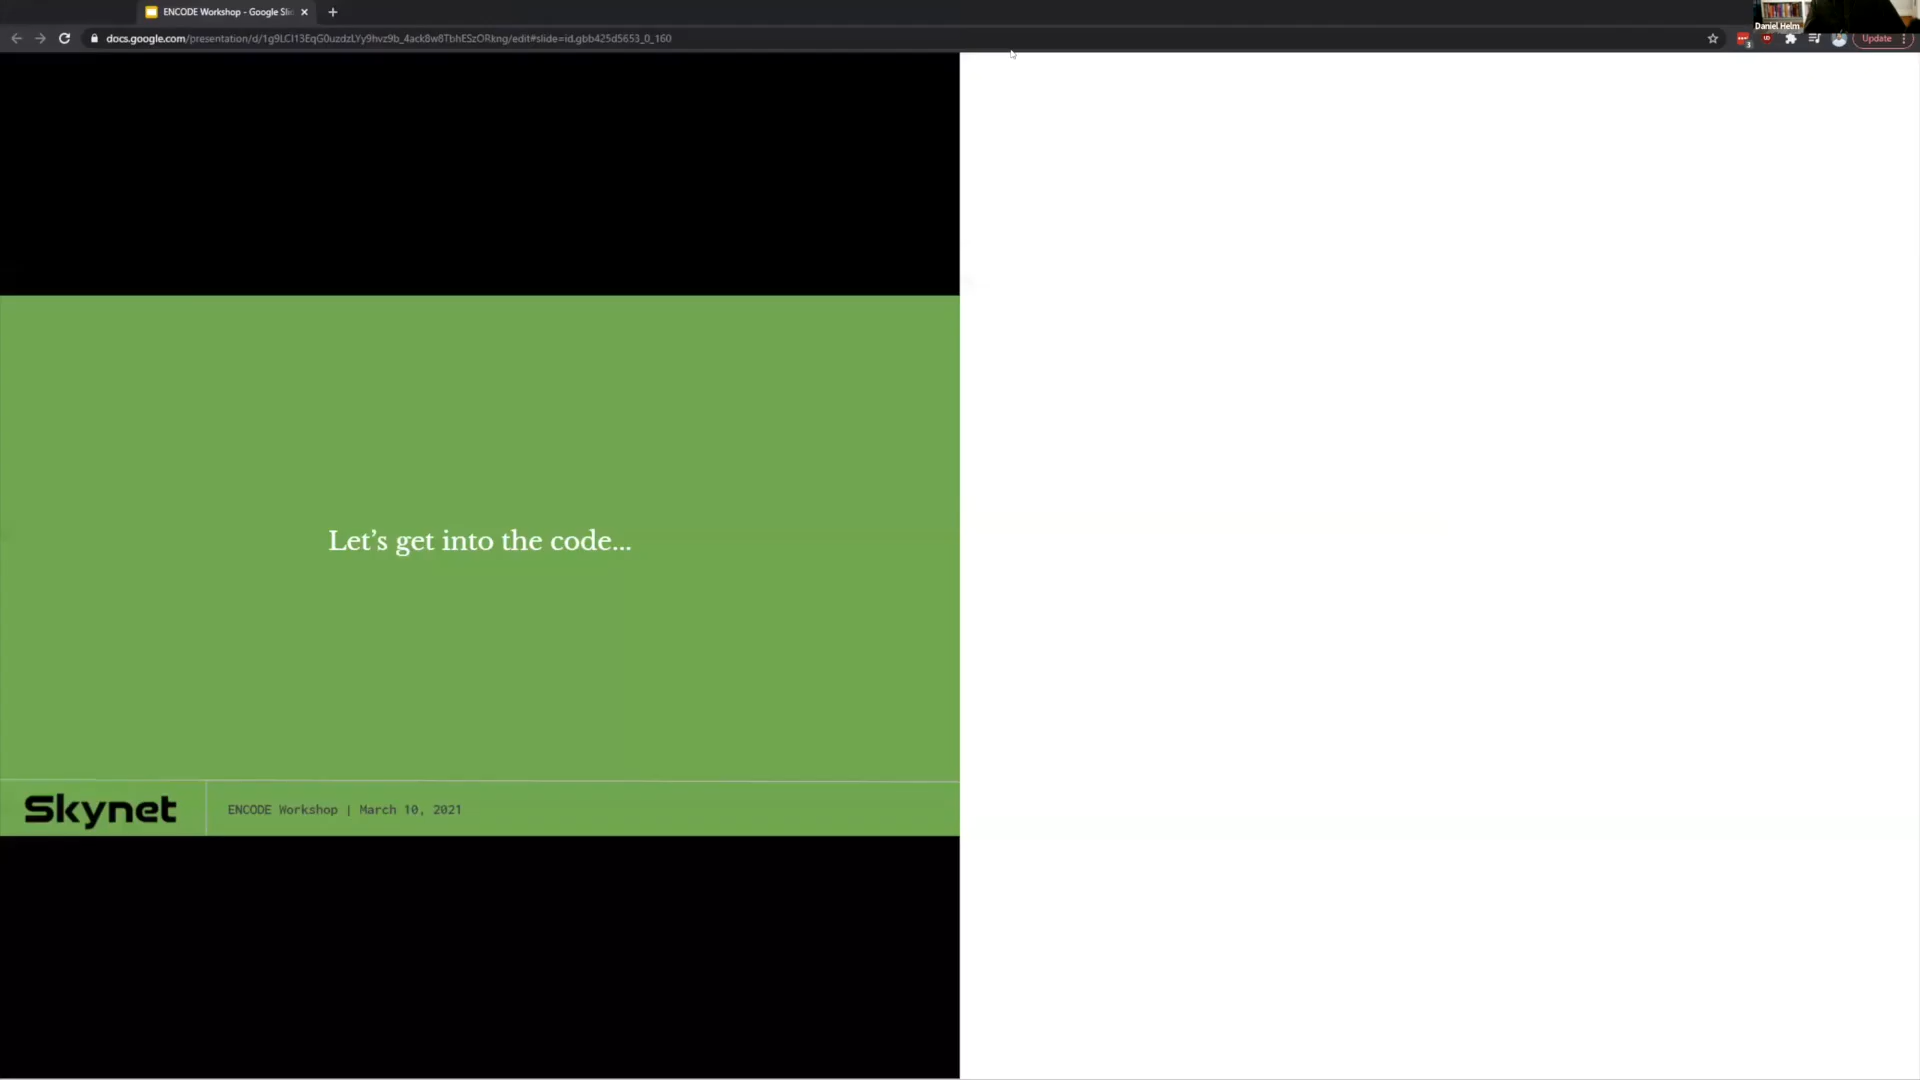 ENCODE Workshop - Google Sli
docs.google.com/presentation/d/1g9LCI13EqG0uzdzLYy9hvz9b_4ack8w8TbhESzORkng/edit#slide=id.gbb425d5653_0_160
Daniel Helm
3
Update
Let's get into the code...
Skynet
ENCODE Workshop | March 10, 2021